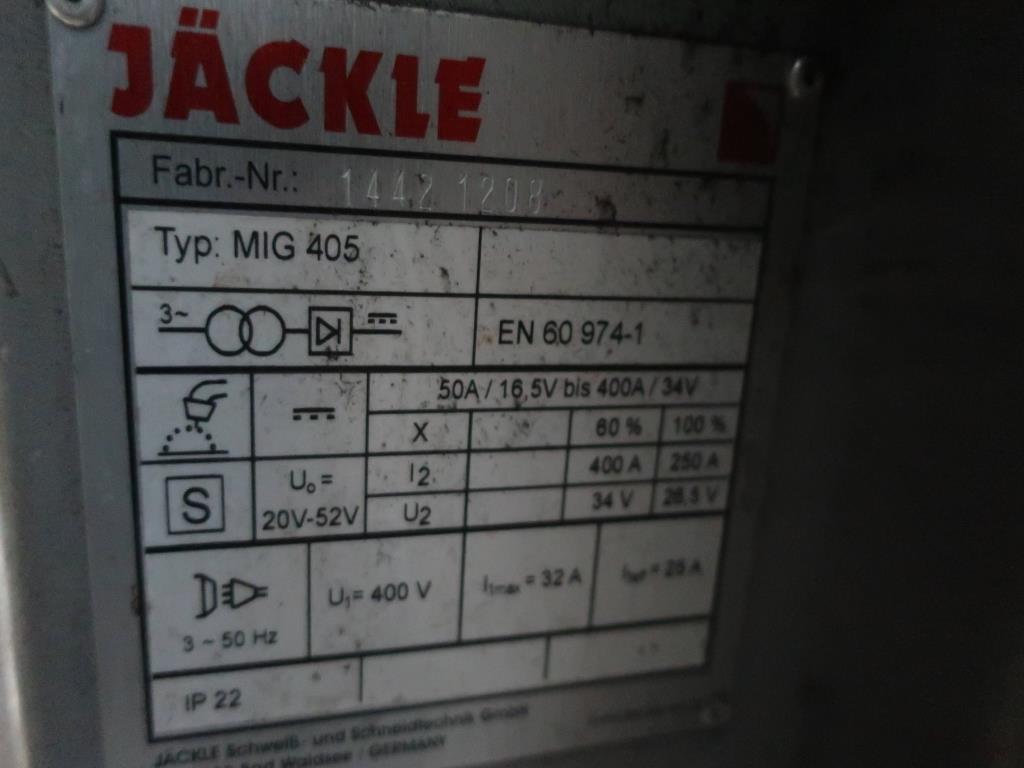 JÄCKLE
Fabr.-Nr.: 1442 1208
Typ: MIG 405
3~ EN 60 974-1
50A / 16,5V bis 400A / 34V
X 60 % 100 %
I2 400 A 250 A
S U₀ = 20V-52V
U2 34 V 26,5 V
U₁= 400 V I₁max = 32 A I₁eff = 25 A
3 ~ 50 Hz
IP 22
JÄCKLE Schweiß- und Schneidtechnik GmbH
Bad Waldsee / GERMANY